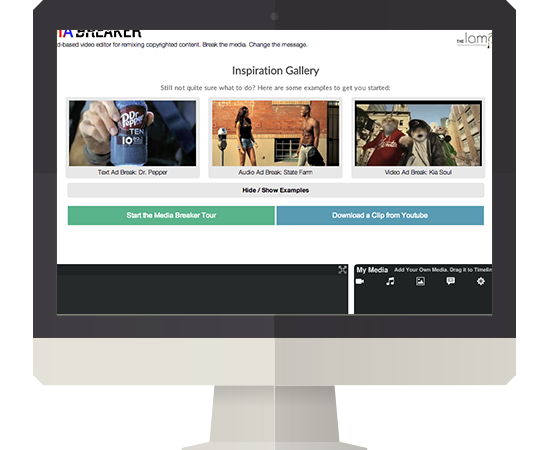 BREAKER
d-based video editor for remixing copyrighted content. Break the media. Change the message.
THE lamp
Inspiration Gallery
Still not quite sure what to do? Here are some examples to get you started:
Dr Pepper
TEN
10
Text Ad Break: Dr. Pepper
Audio Ad Break: State Farm
Video Ad Break: Kia Soul
Hide / Show Examples
Start the Media Breaker Tour
Download a Clip from Youtube
My Media
Add Your Own Media. Drag it to Timelin